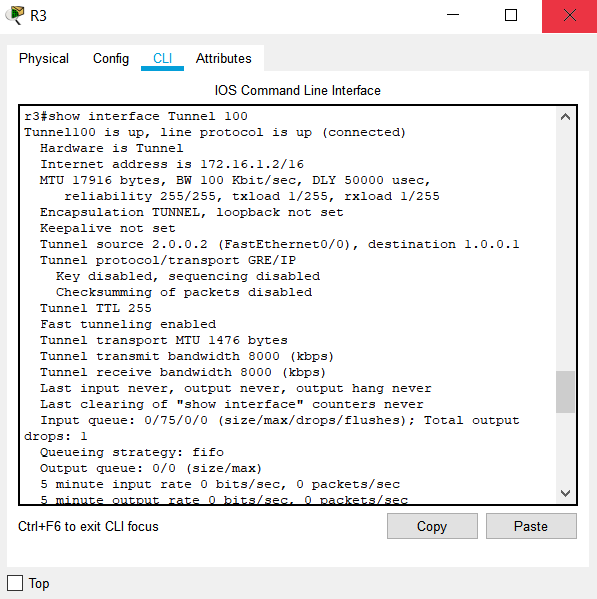 R3
Physical Config CLI Attributes
IOS Command Line Interface
r3#show interface Tunnel 100
Tunnel100 is up, line protocol is up (connected)
Hardware is Tunnel
Internet address is 172.16.1.2/16
MTU 17916 bytes, BW 100 Kbit/sec, DLY 50000 usec,
reliability 255/255, txload 1/255, rxload 1/255
Encapsulation TUNNEL, loopback not set
Keepalive not set
Tunnel source 2.0.0.2 (FastEthernet0/0), destination 1.0.0.1
Tunnel protocol/transport GRE/IP
Key disabled, sequencing disabled
Checksumming of packets disabled
Tunnel TTL 255
Fast tunneling enabled
Tunnel transport MTU 1476 bytes
Tunnel transmit bandwidth 8000 (kbps)
Tunnel receive bandwidth 8000 (kbps)
Last input never, output never, output hang never
Last clearing of "show interface" counters never
Input queue: 0/75/0/0 (size/max/drops/flushes); Total output
drops: 1
Queueing strategy: fifo
Output queue: 0/0 (size/max)
5 minute input rate 0 bits/sec, 0 packets/sec
5 minute output rate 0 bits/sec, 0 packets/sec
Ctrl+F6 to exit CLI focus
Copy
Paste
Top